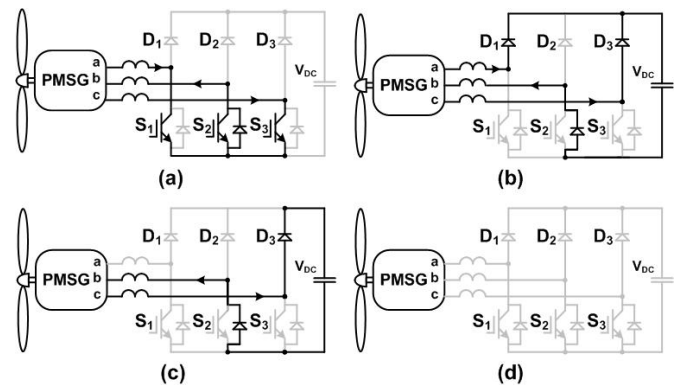 D1 D2 D3
a
PMSG b
c
VDC
S1 S2 S3
(a)
D1 D2 D3
a
PMSG b
c
VDC
S1 S2 S3
(b)
D1 D2 D3
a
PMSG b
c
VDC
S1 S2 S3
(c)
D1 D2 D3
a
PMSG b
c
VDC
S1 S2 S3
(d)